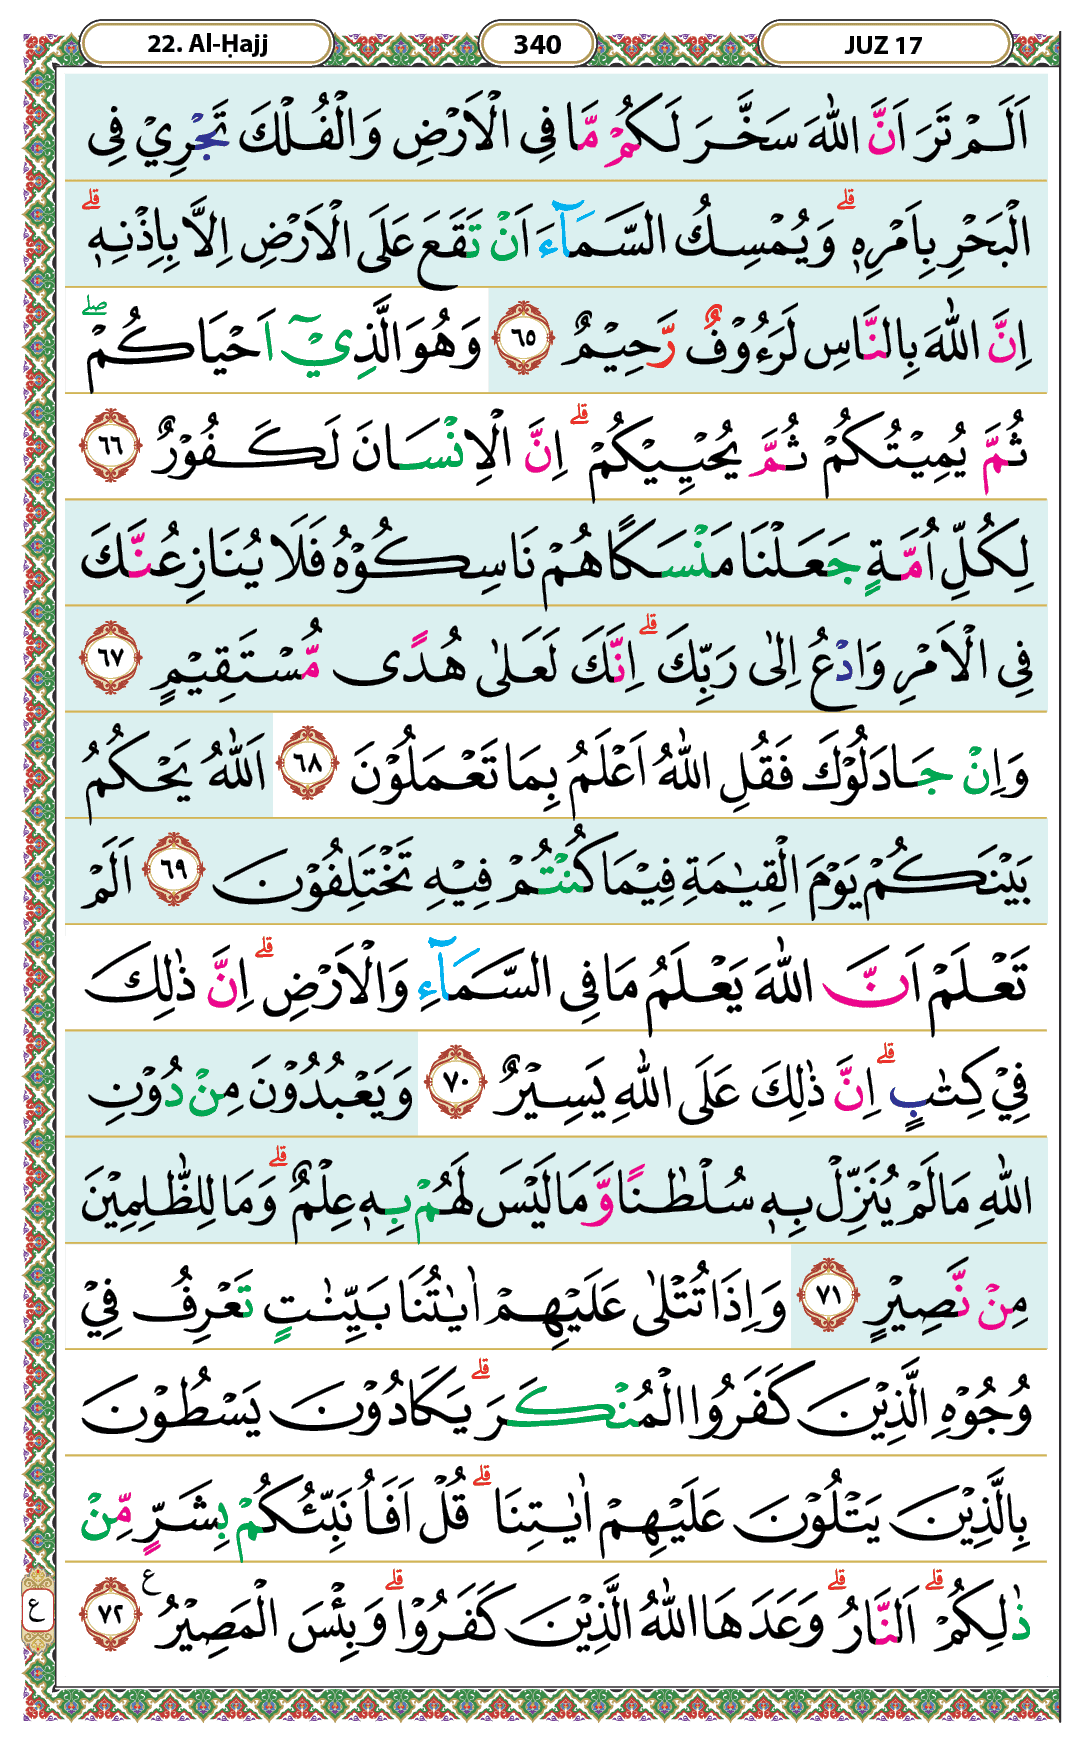 22. Al-Ḥajj
340
JUZ 17
اَلَمْ تَرَ اَنَّ اللّٰهَ سَخَّرَ لَكُمْ مَّا فِى الْاَرْضِ وَالْفُلْكَ تَجْرِيْ فِى
الْبَحْرِ بِاَمْرِهٖۗ وَيُمْسِكُ السَّمَاۤءَ اَنْ تَقَعَ عَلَى الْاَرْضِ اِلَّا بِاِذْنِهٖۗ
اِنَّ اللّٰهَ بِالنَّاسِ لَرَءُوْفٌ رَّحِيْمٌ ٦٥ وَهُوَ الَّذِيْٓ اَحْيَاكُمْۖ
ثُمَّ يُمِيْتُكُمْ ثُمَّ يُحْيِيْكُمْۗ اِنَّ الْاِنْسَانَ لَكَفُوْرٌ ٦٦
لِكُلِّ اُمَّةٍ جَعَلْنَا مَنْسَكًا هُمْ نَاسِكُوْهُ فَلَا يُنَازِعُنَّكَ
فِى الْاَمْرِ وَادْعُ اِلٰى رَبِّكَۗ اِنَّكَ لَعَلٰى هُدًى مُّسْتَقِيْمٍ ٦٧
وَاِنْ جَادَلُوْكَ فَقُلِ اللّٰهُ اَعْلَمُ بِمَا تَعْمَلُوْنَ ٦٨ اَللّٰهُ يَحْكُمُ
بَيْنَكُمْ يَوْمَ الْقِيٰمَةِ فِيْمَا كُنْتُمْ فِيْهِ تَخْتَلِفُوْنَ ٦٩ اَلَمْ
تَعْلَمْ اَنَّ اللّٰهَ يَعْلَمُ مَا فِى السَّمَاۤءِ وَالْاَرْضِۗ اِنَّ ذٰلِكَ
فِيْ كِتٰبٍۗ اِنَّ ذٰلِكَ عَلَى اللّٰهِ يَسِيْرٌ ٧٠ وَيَعْبُدُوْنَ مِنْ دُوْنِ
اللّٰهِ مَا لَمْ يُنَزِّلْ بِهٖ سُلْطٰنًا وَّمَا لَيْسَ لَهُمْ بِهٖ عِلْمٌۗ وَمَا لِلظّٰلِمِيْنَ
مِنْ نَّصِيْرٍ ٧١ وَاِذَا تُتْلٰى عَلَيْهِمْ اٰيٰتُنَا بَيِّنٰتٍ تَعْرِفُ فِيْ
وُجُوْهِ الَّذِيْنَ كَفَرُوا الْمُنْكَرَۗ يَكَادُوْنَ يَسْطُوْنَ
بِالَّذِيْنَ يَتْلُوْنَ عَلَيْهِمْ اٰيٰتِنَاۗ قُلْ اَفَاُنَبِّئُكُمْ بِشَرٍّ مِّنْ
ذٰلِكُمْۗ اَلنَّارُۗ وَعَدَهَا اللّٰهُ الَّذِيْنَ كَفَرُوْاۗ وَبِئْسَ الْمَصِيْرُ ࣖ ٧٢
ع